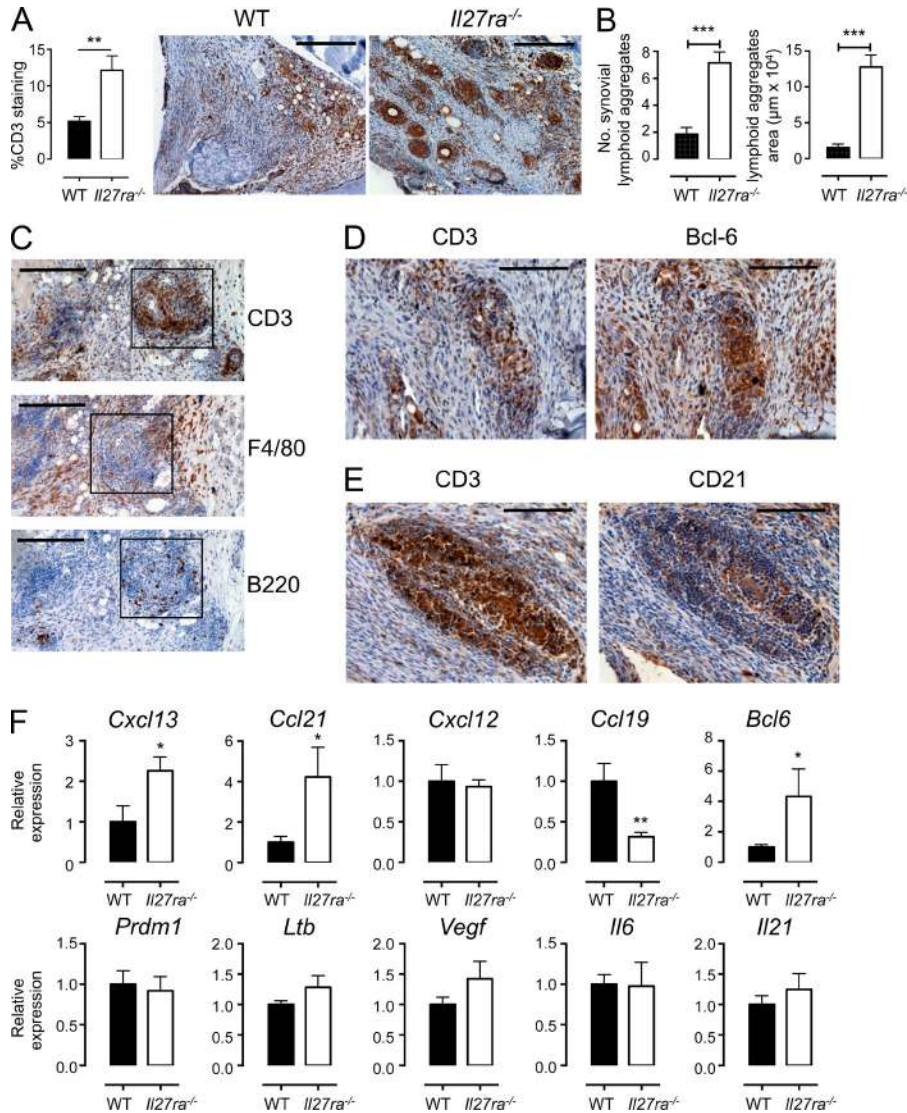 A
WT
Il27ra-/-
%CD3 staining
15
10
5
0
**
WT Il27ra-/-
B
No. synovial
lymphoid aggregates
8
6
4
2
0
***
WT Il27ra-/-
lymphoid aggregates
area (μm x 10⁴)
15
10
5
0
***
WT Il27ra-/-
C
CD3
F4/80
B220
D
CD3
Bcl-6
E
CD3
CD21
F
Relative
expression
Cxcl13
3
2
1
0
*
WT Il27ra-/-
Ccl21
6
4
2
0
*
WT Il27ra-/-
Cxcl12
1.5
1.0
0.5
0.0
WT Il27ra-/-
Ccl19
1.5
1.0
0.5
0.0
**
WT Il27ra-/-
Bcl6
8
6
4
2
0
*
WT Il27ra-/-
Relative
expression
Prdm1
1.5
1.0
0.5
0.0
WT Il27ra-/-
Ltb
2.0
1.5
1.0
0.5
0.0
WT Il27ra-/-
Vegf
2.0
1.5
1.0
0.5
0.0
WT Il27ra-/-
Il6
1.5
1.0
0.5
0.0
WT Il27ra-/-
Il21
2.0
1.5
1.0
0.5
0.0
WT Il27ra-/-